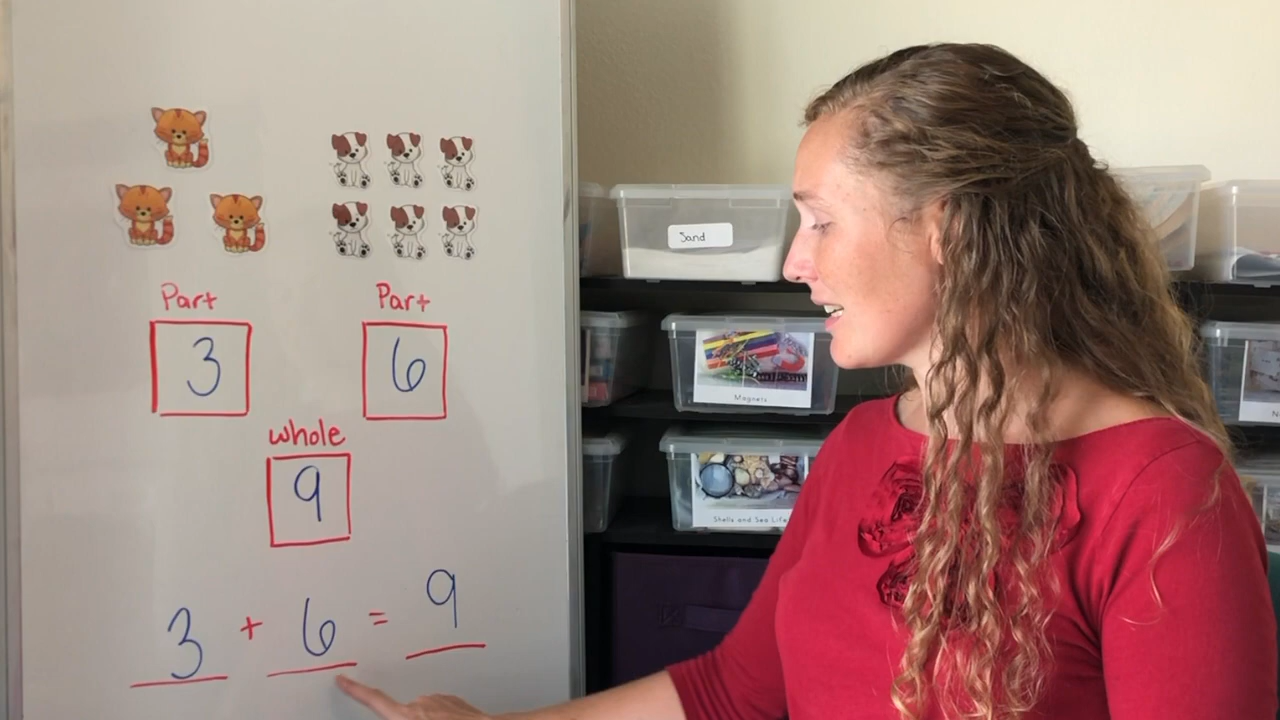 Part Part
3 6
whole
9
3 + 6 = 9
Sand
Magnets
Shells and Sea Life